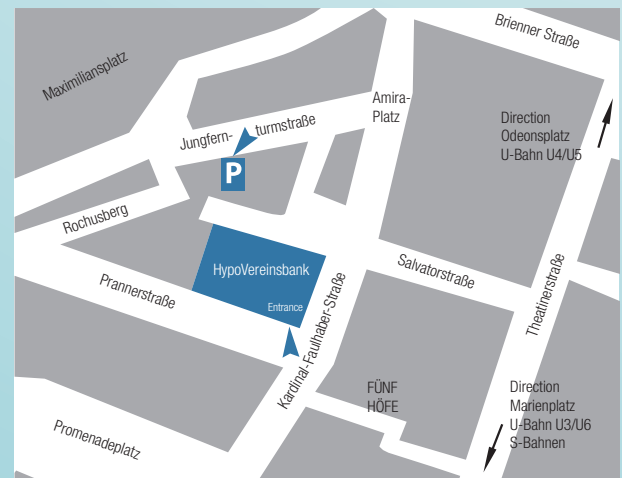 Brienner Straße
Maximiliansplatz
Amira-
Platz
Direction
Odeonsplatz
U-Bahn U4/U5
Jungfern-
turmstraße
P
Rochusberg
HypoVereinsbank
Salvatorstraße
Prannerstraße
Entrance
Theatinerstraße
Kardinal-Faulhaber-Straße
FÜNF
HÖFE
Direction
Marienplatz
U-Bahn U3/U6
S-Bahnen
Promenadeplatz